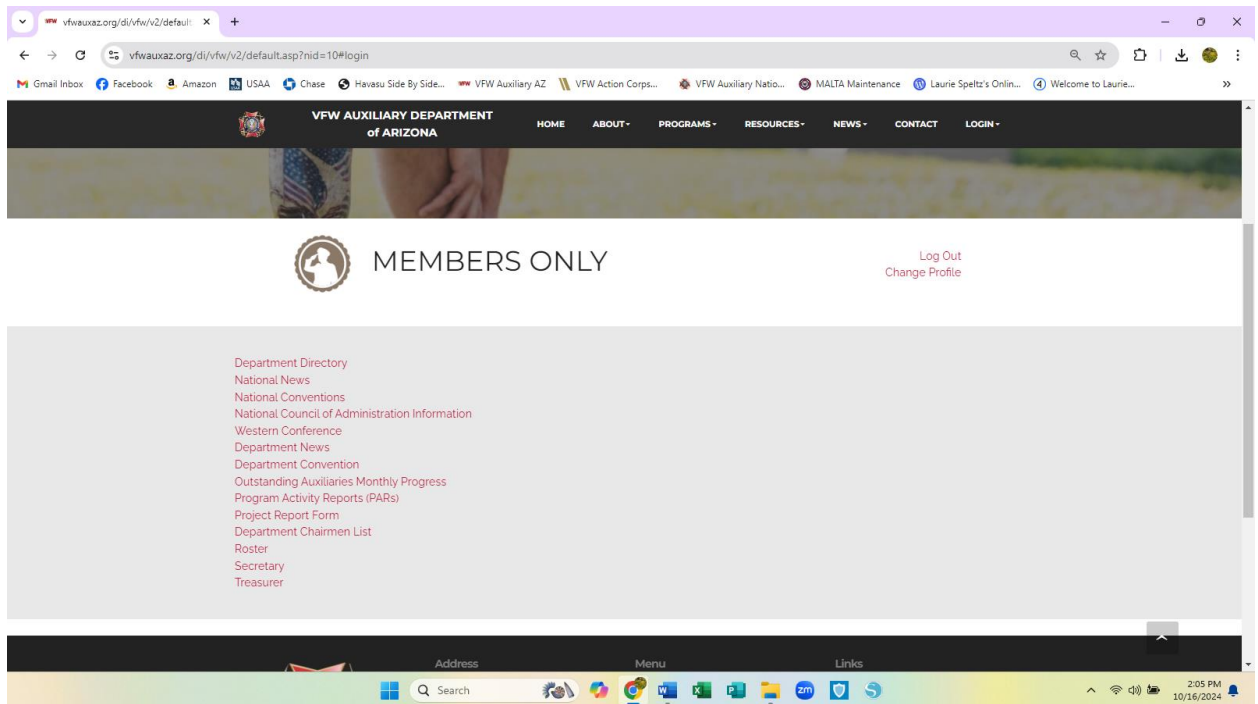 vfwauxaz.org/di/vfw/v2/default
vfwauxaz.org/di/vfw/v2/default.asp?nid=10#login
Gmail Inbox Facebook Amazon USAA Chase Havasu Side By Side... VFW Auxiliary AZ VFW Action Corps... VFW Auxiliary Natio... MALTA Maintenance Laurie Speltz's Onlin... Welcome to Laurie...
VFW AUXILIARY DEPARTMENT
of ARIZONA
HOME ABOUT PROGRAMS RESOURCES NEWS CONTACT LOGIN
MEMBERS ONLY
Log Out
Change Profile
Department Directory
National News
National Conventions
National Council of Administration Information
Western Conference
Department News
Department Convention
Outstanding Auxiliaries Monthly Progress
Program Activity Reports (PARs)
Project Report Form
Department Chairmen List
Roster
Secretary
Treasurer
Address Menu Links
Search
2:05 PM
10/16/2024